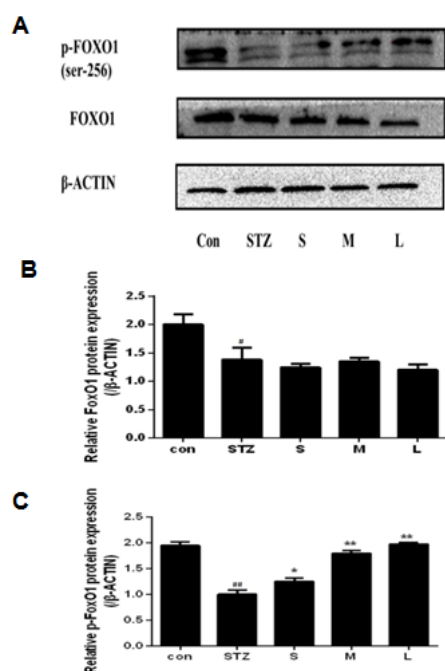 A
p-FOXO1
(ser-256)
FOXO1
β-ACTIN
Con STZ S M L
B
Relative FoxO1 protein expression
(/β-ACTIN)
2.5
2.0
1.5
1.0
0.5
0.0
#
con STZ S M L
C
Relative p-FoxO1 protein expression
(/β-ACTIN)
2.5
2.0
1.5
1.0
0.5
0.0
## * ** **
con STZ S M L